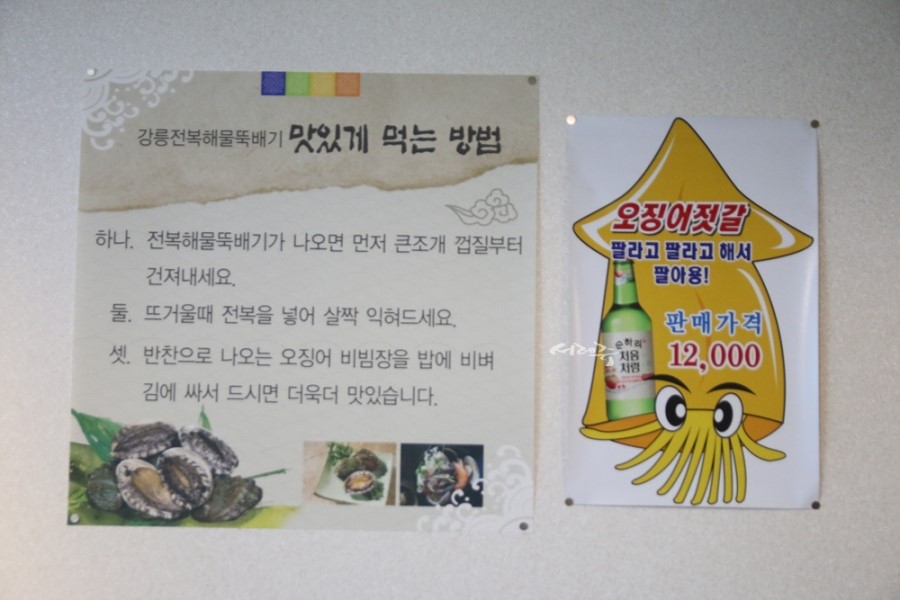 강릉전복해물뚝배기 맛있게 먹는 방법
하나. 전복해물뚝배기가 나오면 먼저 큰조개 껍질부터
건져내세요.
둘. 뜨거울때 전복을 넣어 살짝 익혀드세요.
셋. 반찬으로 나오는 오징어 비빔장을 밥에 비벼
김에 싸서 드시면 더욱더 맛있습니다.
오징어젓갈
팔라고 팔라고 해서
팔아용!
판매가격
12,000
순하리
처음
처럼